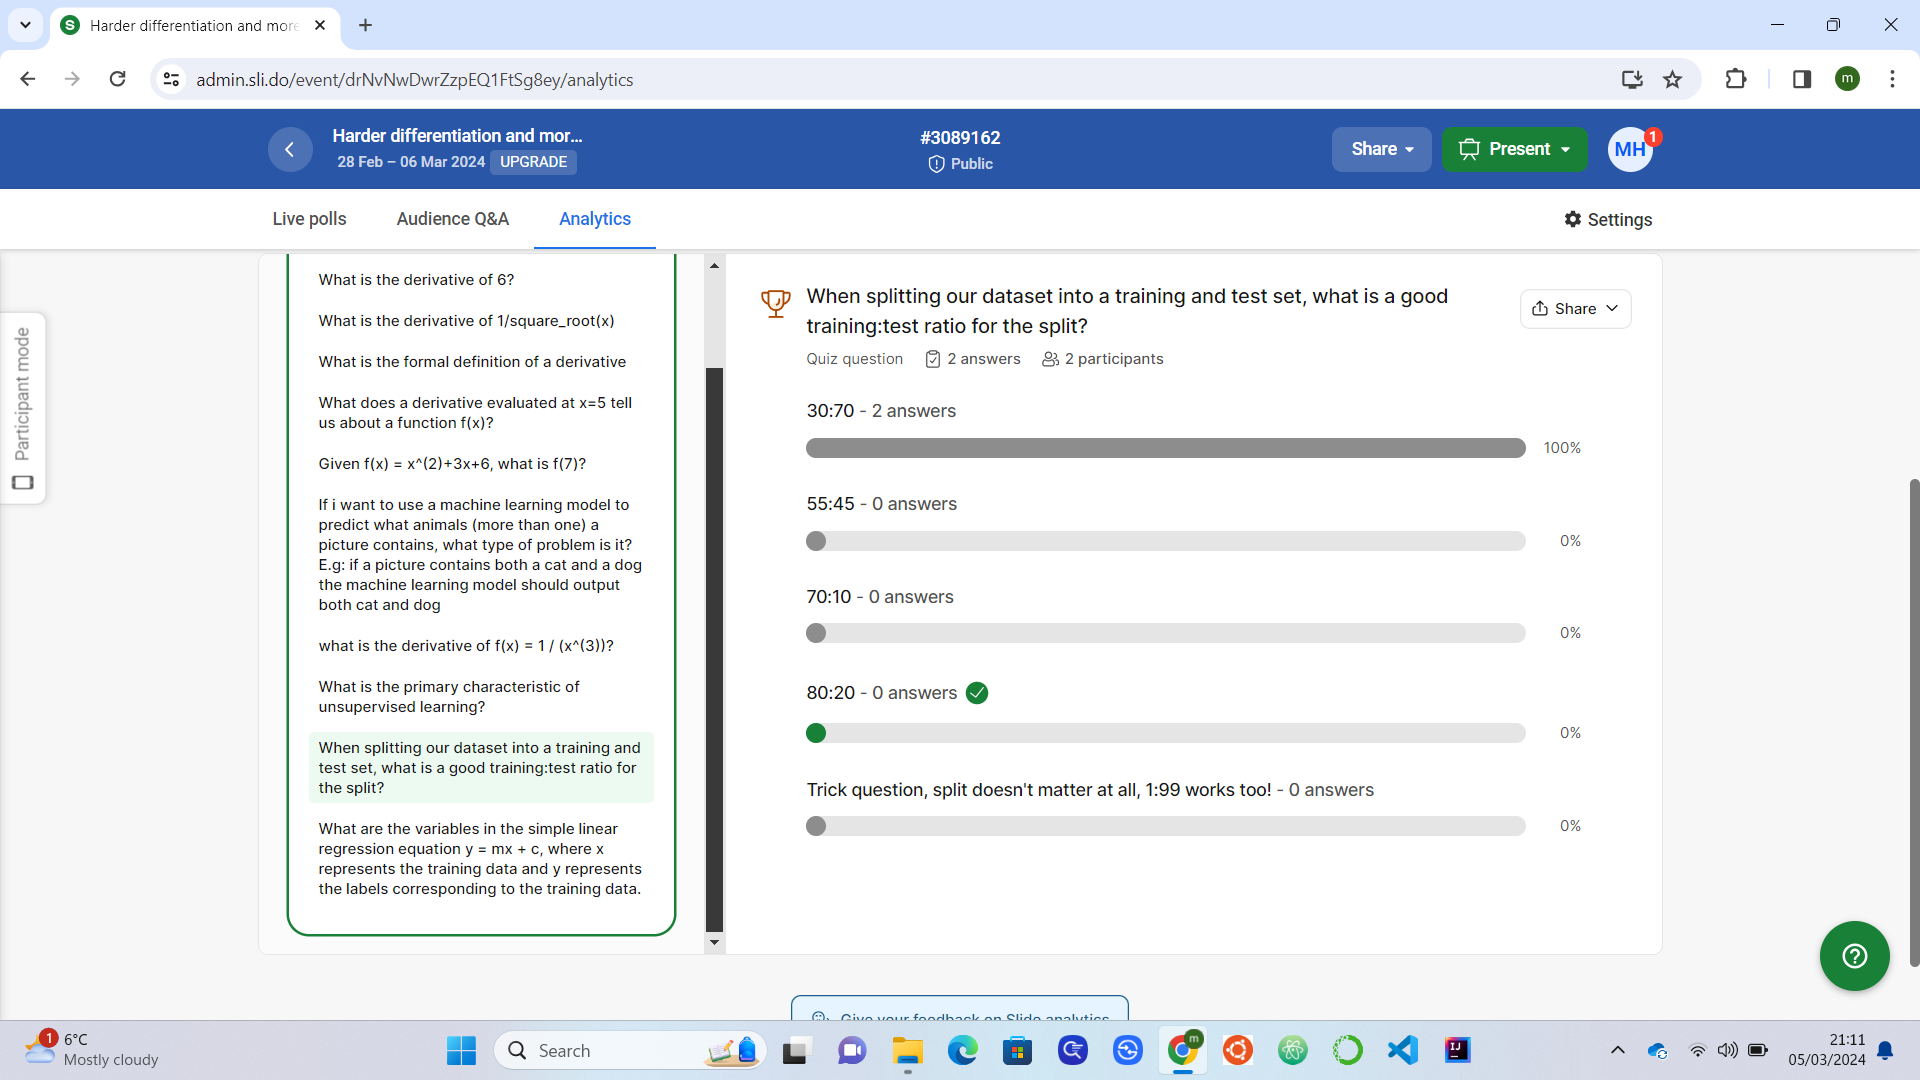 Harder differentiation and more
admin.sli.do/event/drNvNwDwrZzpEQ1FtSg8ey/analytics
m
Harder differentiation and mor...
28 Feb – 06 Mar 2024 UPGRADE
#3089162
Public
Share
Present
MH
1
Live polls
Audience Q&A
Analytics
Settings
Participant mode
What is the derivative of 6?
What is the derivative of 1/square_root(x)
What is the formal definition of a derivative
What does a derivative evaluated at x=5 tell
us about a function f(x)?
Given f(x) = x^(2)+3x+6, what is f(7)?
If i want to use a machine learning model to
predict what animals (more than one) a
picture contains, what type of problem is it?
E.g: if a picture contains both a cat and a dog
the machine learning model should output
both cat and dog
what is the derivative of f(x) = 1 / (x^(3))?
What is the primary characteristic of
unsupervised learning?
When splitting our dataset into a training and
test set, what is a good training:test ratio for
the split?
What are the variables in the simple linear
regression equation y = mx + c, where x
represents the training data and y represents
the labels corresponding to the training data.
When splitting our dataset into a training and test set, what is a good
training:test ratio for the split?
Share
Quiz question 2 answers 2 participants
30:70 - 2 answers
100%
55:45 - 0 answers
0%
70:10 - 0 answers
0%
80:20 - 0 answers
0%
Trick question, split doesn't matter at all, 1:99 works too! - 0 answers
0%
Give your feedback on Slido analytics
1
6°C
Mostly cloudy
Search
m
IJ
21:11
05/03/2024